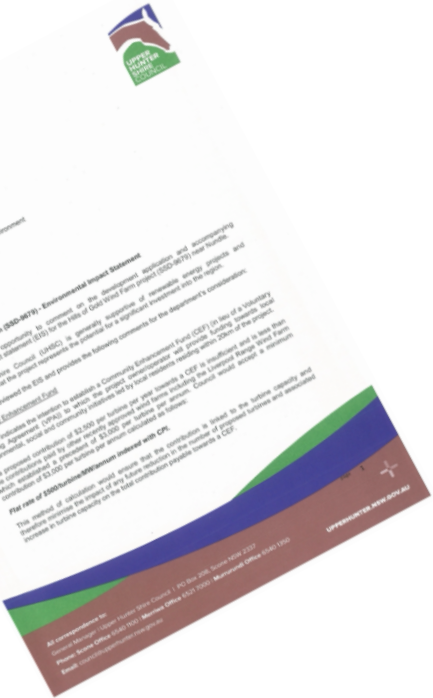 UPPER
HUNTER
SHIRE
COUNCIL
(SSD-9679) - Environmental Impact Statement
opportunity to comment on the development application and accompanying
statement (EIS) for the Hills of Gold Wind Farm project (SSD-9679) near Nundle.
Council (UHSC) is generally supportive of renewable energy projects and
the project represents the potential for a significant investment into the region.
reviewed the EIS and provides the following comments for the department's consideration:
Enhancement Fund
indicates the intention to establish a Community Enhancement Fund (CEF) (in lieu of a Voluntary
Agreement (VPA)) to which the project owner/operator will provide funding towards local
social and community initiatives led by local residents residing within 20km of the project.
proposed contribution of $2,500 per turbine per year towards a CEF is insufficient and is less than
contributions paid by other recently approved wind farms including the Liverpool Range Wind Farm
which established a precedent of $3,000 per turbine per annum. Council would accept a minimum
contribution of $3,000 per turbine per annum calculated as follows:
Flat rate of $500/turbine/MW/annum indexed with CPI.
This method of calculation would ensure that the contribution is linked to the turbine capacity and
therefore minimise the impact of any future reduction in the number of proposed turbines and associated
increase in turbine capacity on the total contribution payable towards a CEF.
UPPERHUNTER.NSW.GOV.AU
All correspondence to:
General Manager | Upper Hunter Shire Council | PO Box 208, Scone NSW 2337
Phone: Scone Office 6540 1100 | Merriwa Office 6521 7000 | Murrurundi Office 6540 1350
Email: council@upperhunter.nsw.gov.au